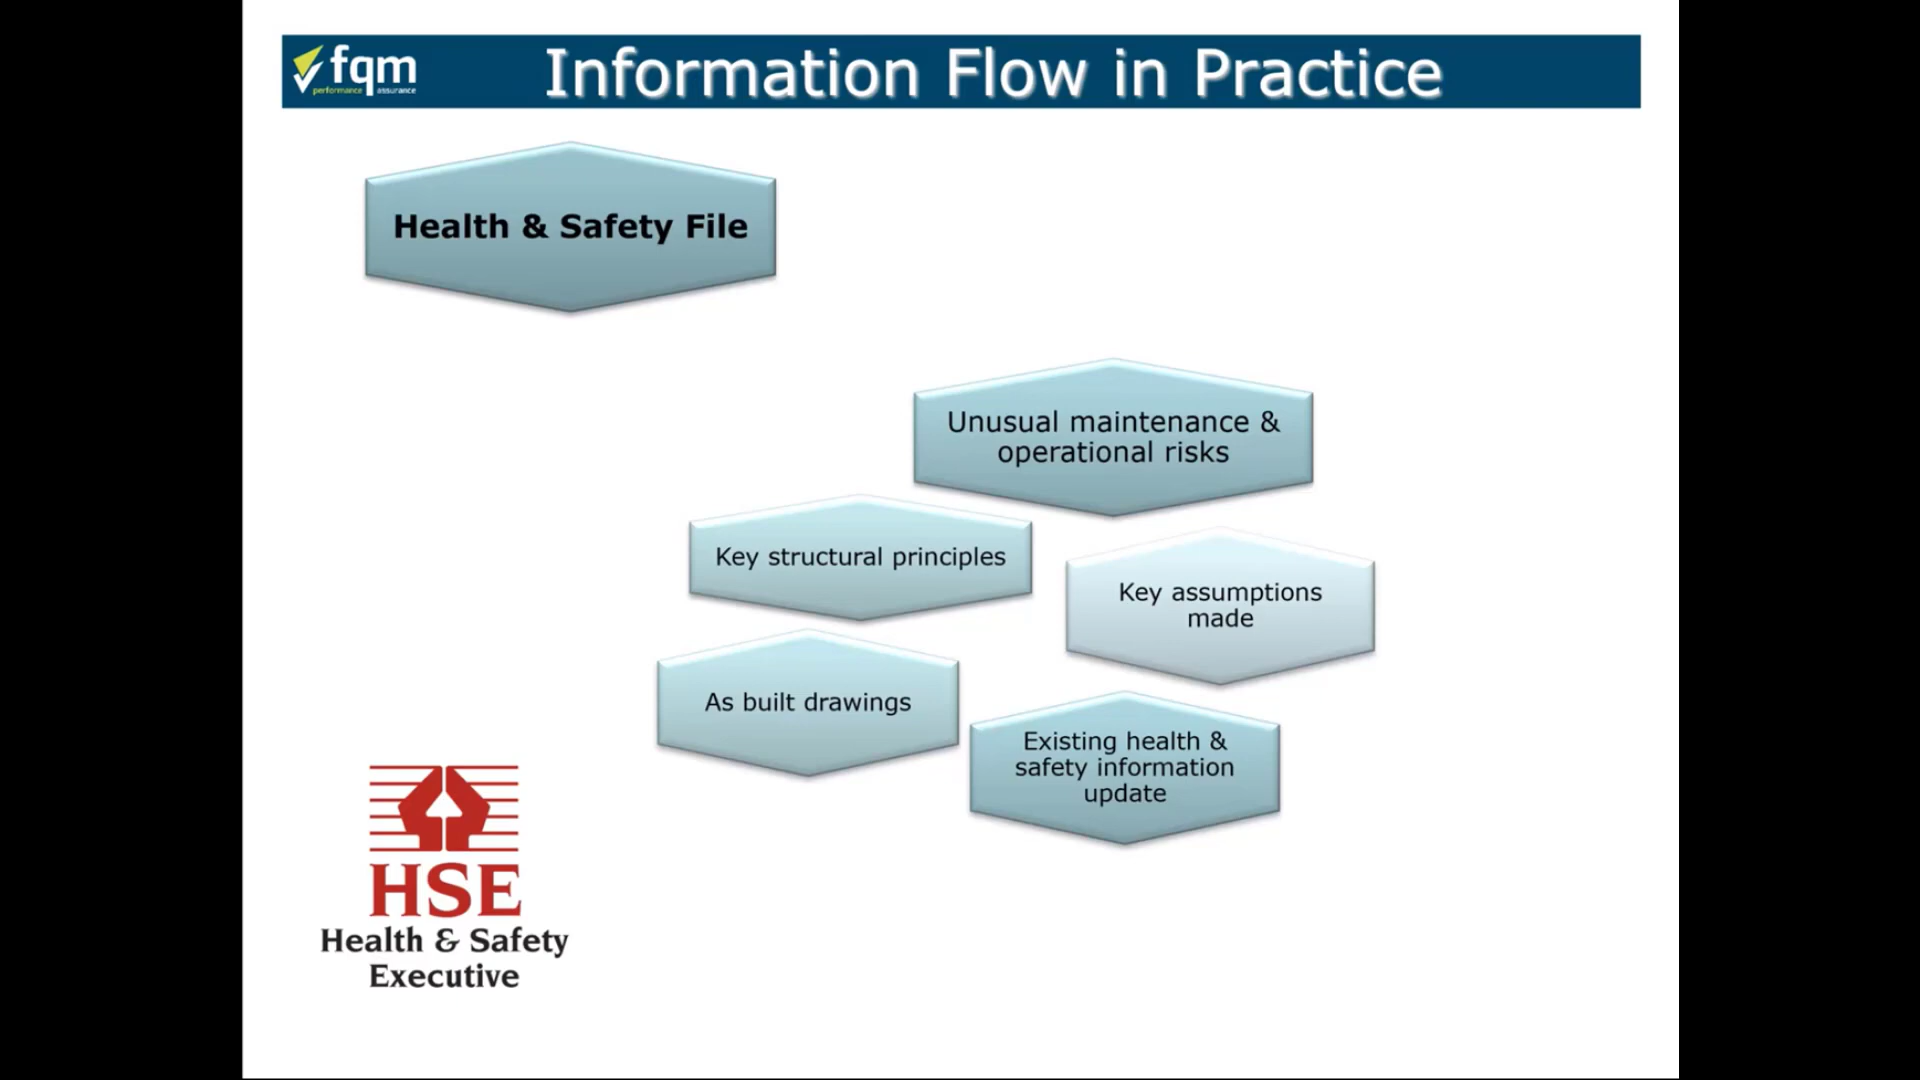 fqm
performance assurance
Information Flow in Practice
Health & Safety File
Unusual maintenance &
operational risks
Key structural principles
Key assumptions
made
As built drawings
Existing health &
safety information
update
HSE
Health & Safety
Executive